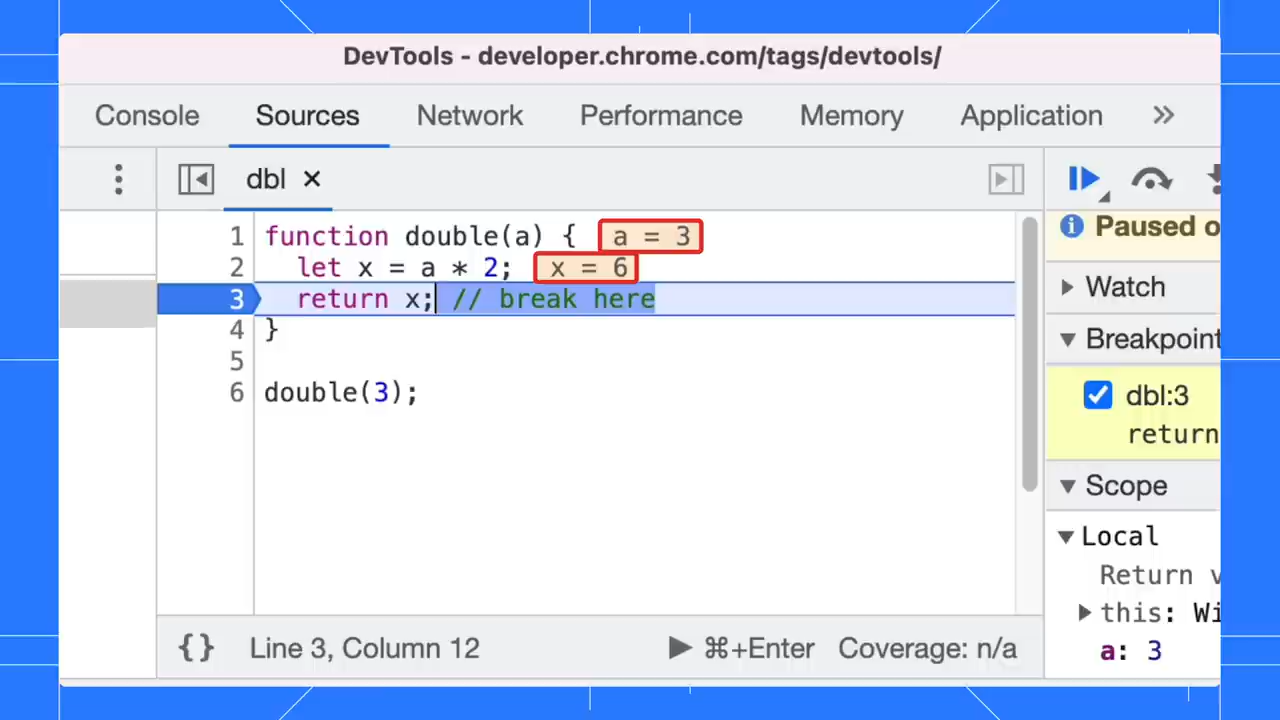 DevTools - developer.chrome.com/tags/devtools/
Console Sources Network Performance Memory Application »
dbl ×
1 function double(a) { a = 3
2 let x = a * 2; x = 6
3 return x; // break here
4 }
5
6 double(3);
{} Line 3, Column 12 ⌘+Enter Coverage: n/a
Paused o
Watch
Breakpoint
dbl:3
return
Scope
Local
Return v
this: Wi
a: 3